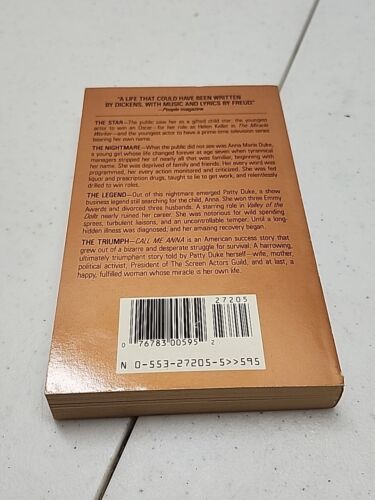 "A LIFE THAT COULD HAVE BEEN WRITTEN
BY DICKENS, WITH MUSIC AND LYRICS BY FREUD"
—People magazine
THE STAR—The public saw her as a gifted child star: the youngest
actor to win an Oscar—for her role as Helen Keller in The Miracle
Worker—and the youngest actor to have a prime time television series
bearing her own name.
THE NIGHTMARE—What the public did not see was Anna Marie Duke,
a young girl whose life changed forever at age seven when tyrannical
managers stripped her of nearly all that was familiar, beginning with
her name. She was deprived of family and friends. Her every word was
programmed, her every action monitored and criticized. She was fed
liquor and prescription drugs, taught to lie to get work, and relentlessly
drilled to win roles.
THE LEGEND—Out of this nightmare emerged Patty Duke, a show
business legend still searching for the child, Anna. She won three Emmy
Awards and divorced three husbands. A starring role in Valley of the
Dolls nearly ruined her career. She was notorious for wild spending
sprees, turbulent liaisons, and an uncontrollable temper. Until a long-
hidden illness was diagnosed, and her amazing recovery began.
THE TRIUMPH—CALL ME ANNA is an American success story that
grew out of a bizarre and desperate struggle for survival. A harrowing,
ultimately triumphant story told by Patty Duke herself—wife, mother,
political activist, President of The Screen Actors Guild, and at last, a
happy, fulfilled woman whose miracle is her own life.
27205
0 76783 00595 2
N 0-553-27205-5>>595